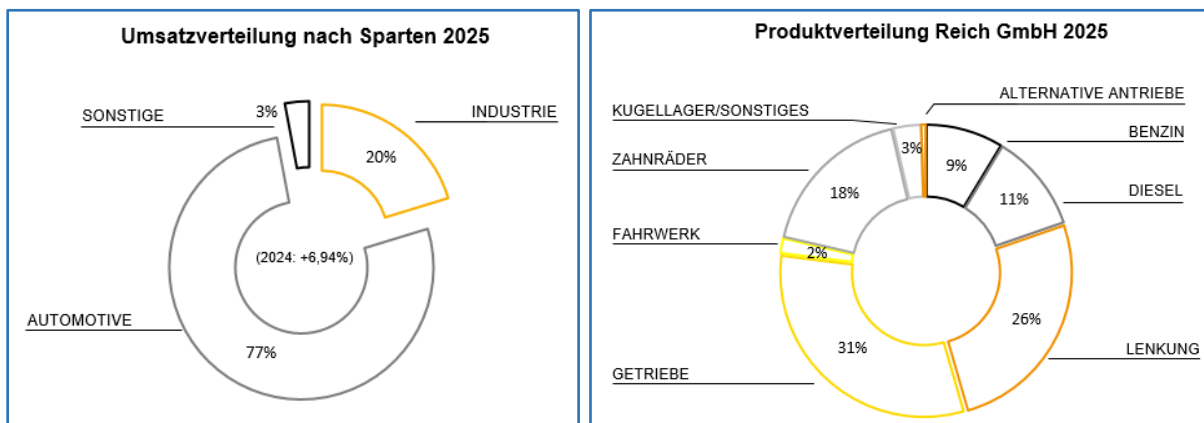 Umsatzverteilung nach Sparten 2025
SONSTIGE
3%
INDUSTRIE
20%
(2024: +6,94%)
AUTOMOTIVE
77%
Produktverteilung Reich GmbH 2025
ALTERNATIVE ANTRIEBE
KUGELLAGER/SONSTIGES
3%
9%
BENZIN
ZAHNRÄDER
18%
11%
DIESEL
FAHRWERK
2%
26%
LENKUNG
31%
GETRIEBE